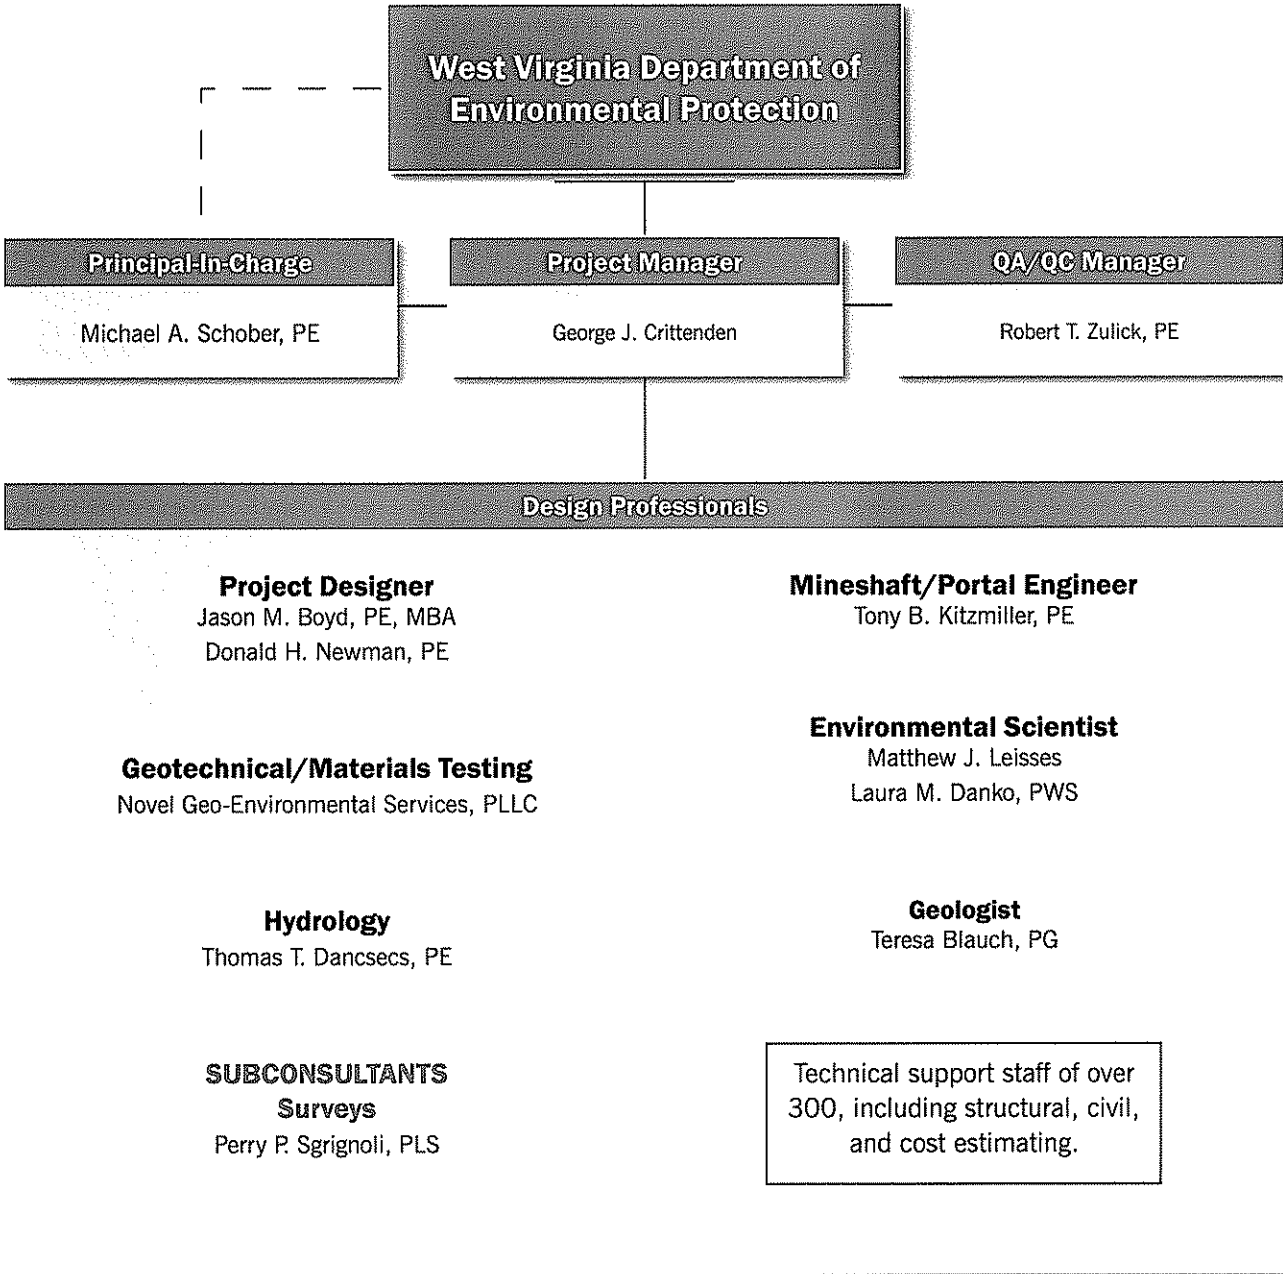 West Virginia Department of
Environmental Protection
Principal-In-Charge
Michael A. Schober, PE
Project Manager
George J. Crittenden
QA/QC Manager
Robert T. Zulick, PE
Design Professionals
Project Designer
Jason M. Boyd, PE, MBA
Donald H. Newman, PE
Geotechnical/Materials Testing
Novel Geo-Environmental Services, PLLC
Hydrology
Thomas T. Dancsecs, PE
SUBCONSULTANTS
Surveys
Perry P. Sgrignoli, PLS
Mineshaft/Portal Engineer
Tony B. Kitzmiller, PE
Environmental Scientist
Matthew J. Leisses
Laura M. Danko, PWS
Geologist
Teresa Blauch, PG
Technical support staff of over
300, including structural, civil,
and cost estimating.